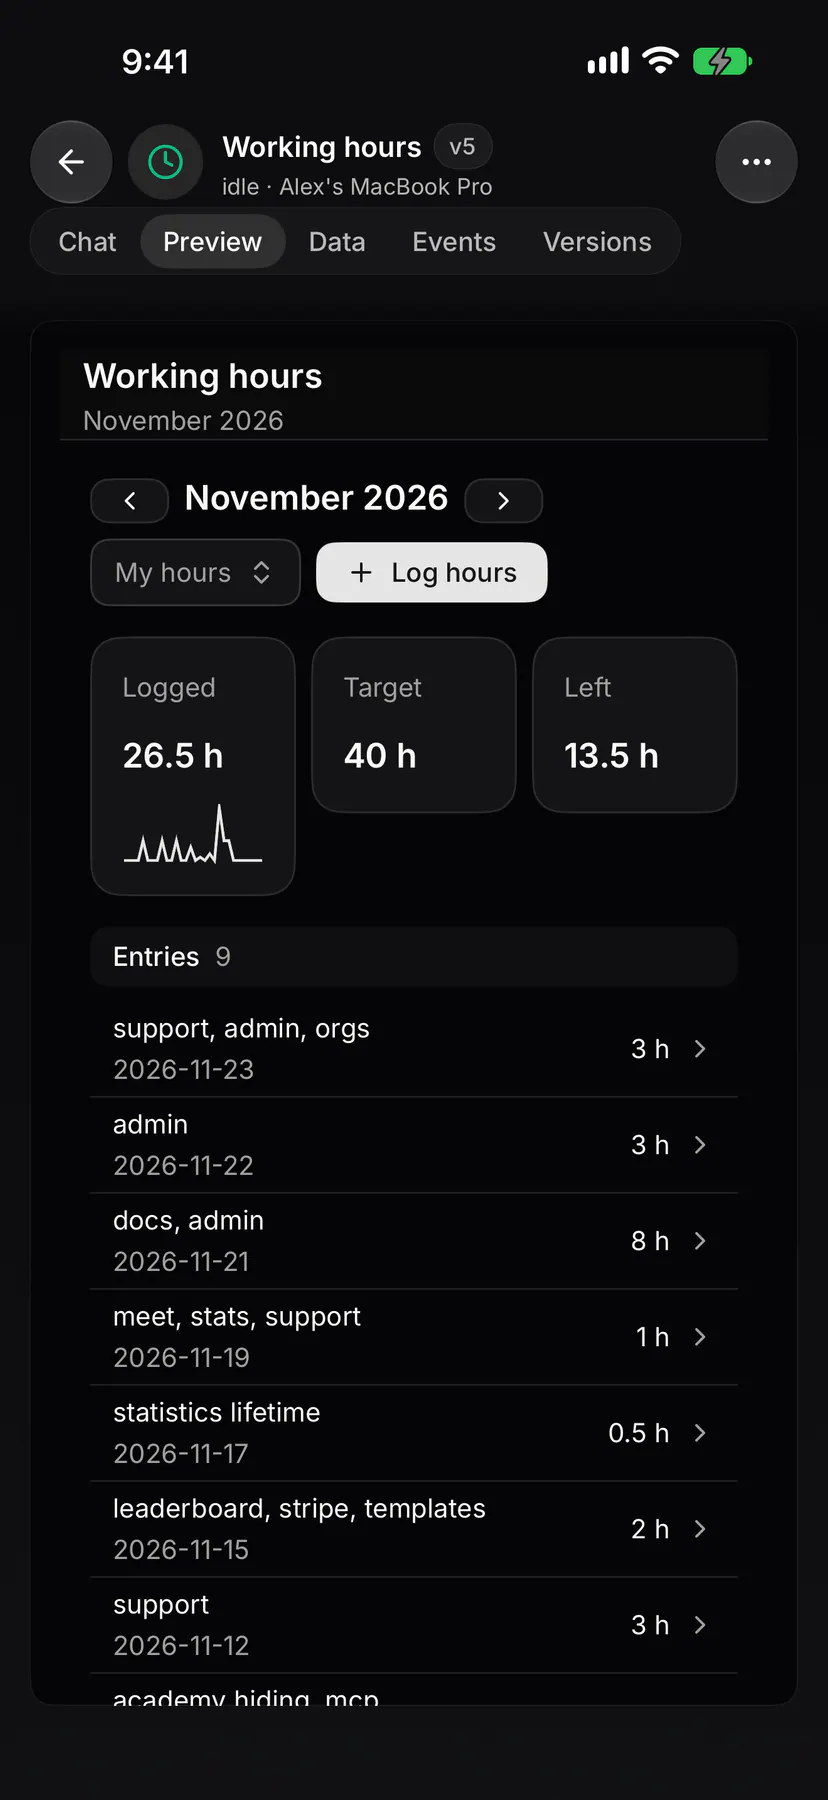 9:41
Working hours v5
idle · Alex's MacBook Pro
Chat Preview Data Events Versions
Working hours
November 2026
November 2026
My hours + Log hours
Logged Target Left
26.5 h 40 h 13.5 h
Entries 9
support, admin, orgs
2026-11-23
3 h
admin
2026-11-22
3 h
docs, admin
2026-11-21
8 h
meet, stats, support
2026-11-19
1 h
statistics lifetime
2026-11-17
0.5 h
leaderboard, stripe, templates
2026-11-15
2 h
support
2026-11-12
3 h
academy hiding, mcp